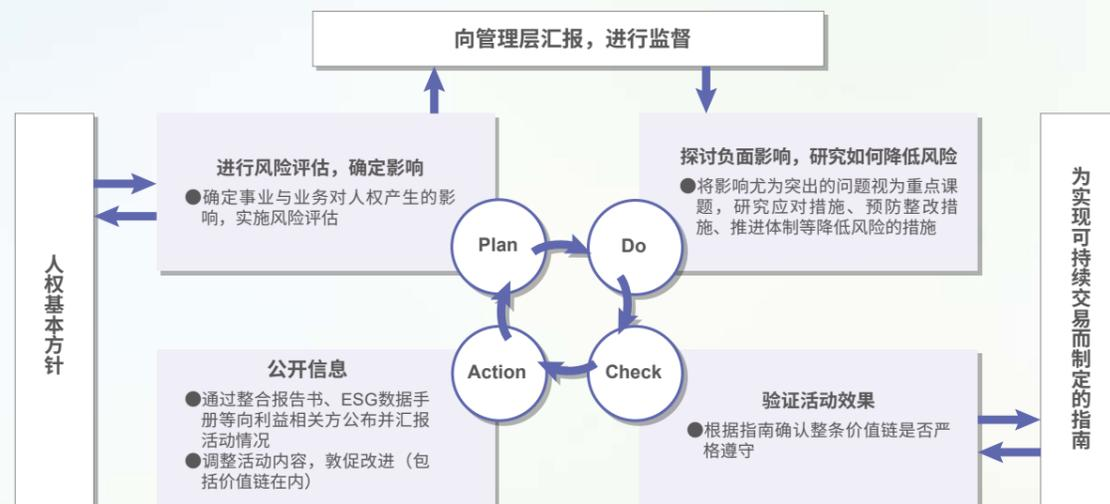 向管理层汇报，进行监督
人权基本方针
进行风险评估，确定影响
●确定事业与业务对人权产生的影
响，实施风险评估
探讨负面影响，研究如何降低风险
●将影响尤为突出的问题视为重点课
题，研究应对措施、预防整改措
施、推进体制等降低风险的措施
Plan
Do
Action
Check
公开信息
●通过整合报告书、ESG数据手
册等向利益相关方公布并汇报
活动情况
●调整活动内容，敦促改进（包
括价值链在内）
验证活动效果
●根据指南确认整条价值链是否严
格遵守
为实现可持续交易而制定的指南